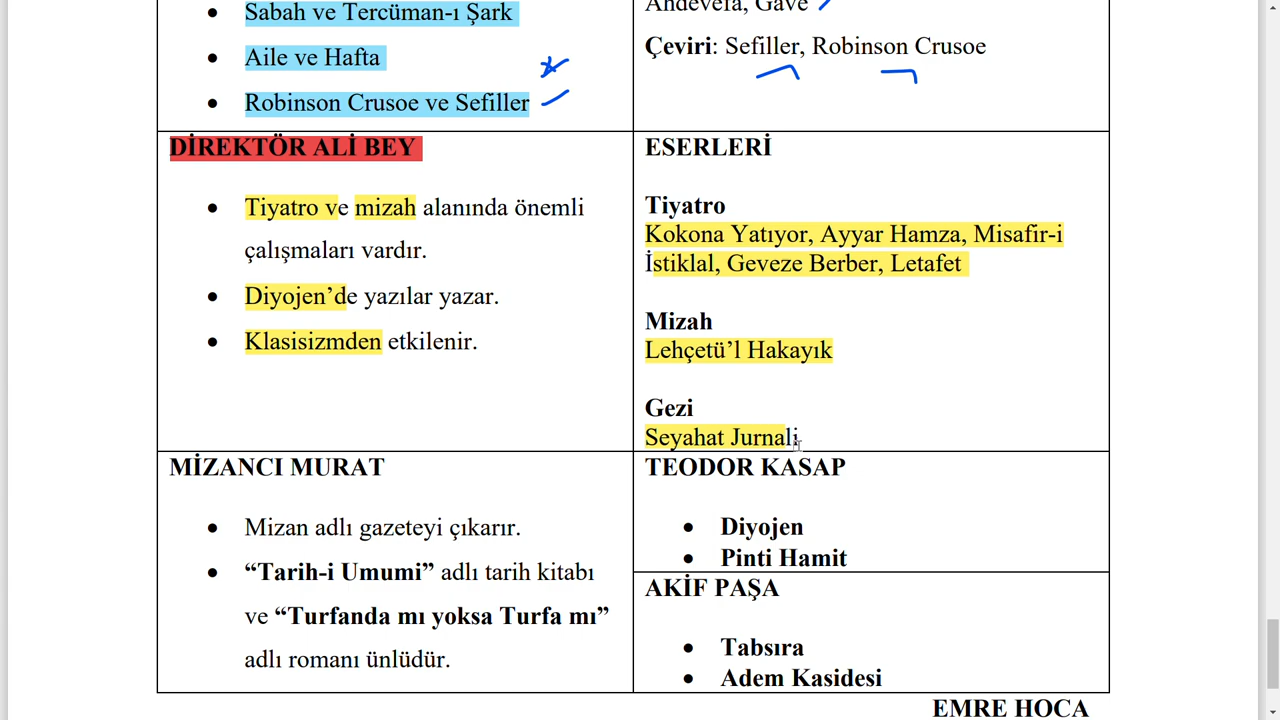 Sabah ve Tercüman-ı Şark
Aile ve Hafta
Robinson Crusoe ve Sefiller
Andevefa, Gave
Çeviri: Sefiller, Robinson Crusoe
DİREKTÖR ALİ BEY
Tiyatro ve mizah alanında önemli
çalışmaları vardır.
Diyojen’de yazılar yazar.
Klasisizmden etkilenir.
ESERLERİ
Tiyatro
Kokona Yatıyor, Ayyar Hamza, Misafir-i
İstiklal, Geveze Berber, Letafet
Mizah
Lehçetü’l Hakayık
Gezi
Seyahat Jurnali
MİZANCI MURAT
Mizan adlı gazeteyi çıkarır.
“Tarih-i Umumi” adlı tarih kitabı
ve “Turfanda mı yoksa Turfa mı”
adlı romanı ünlüdür.
TEODOR KASAP
Diyojen
Pinti Hamit
AKİF PAŞA
Tabsıra
Adem Kasidesi
EMRE HOCA